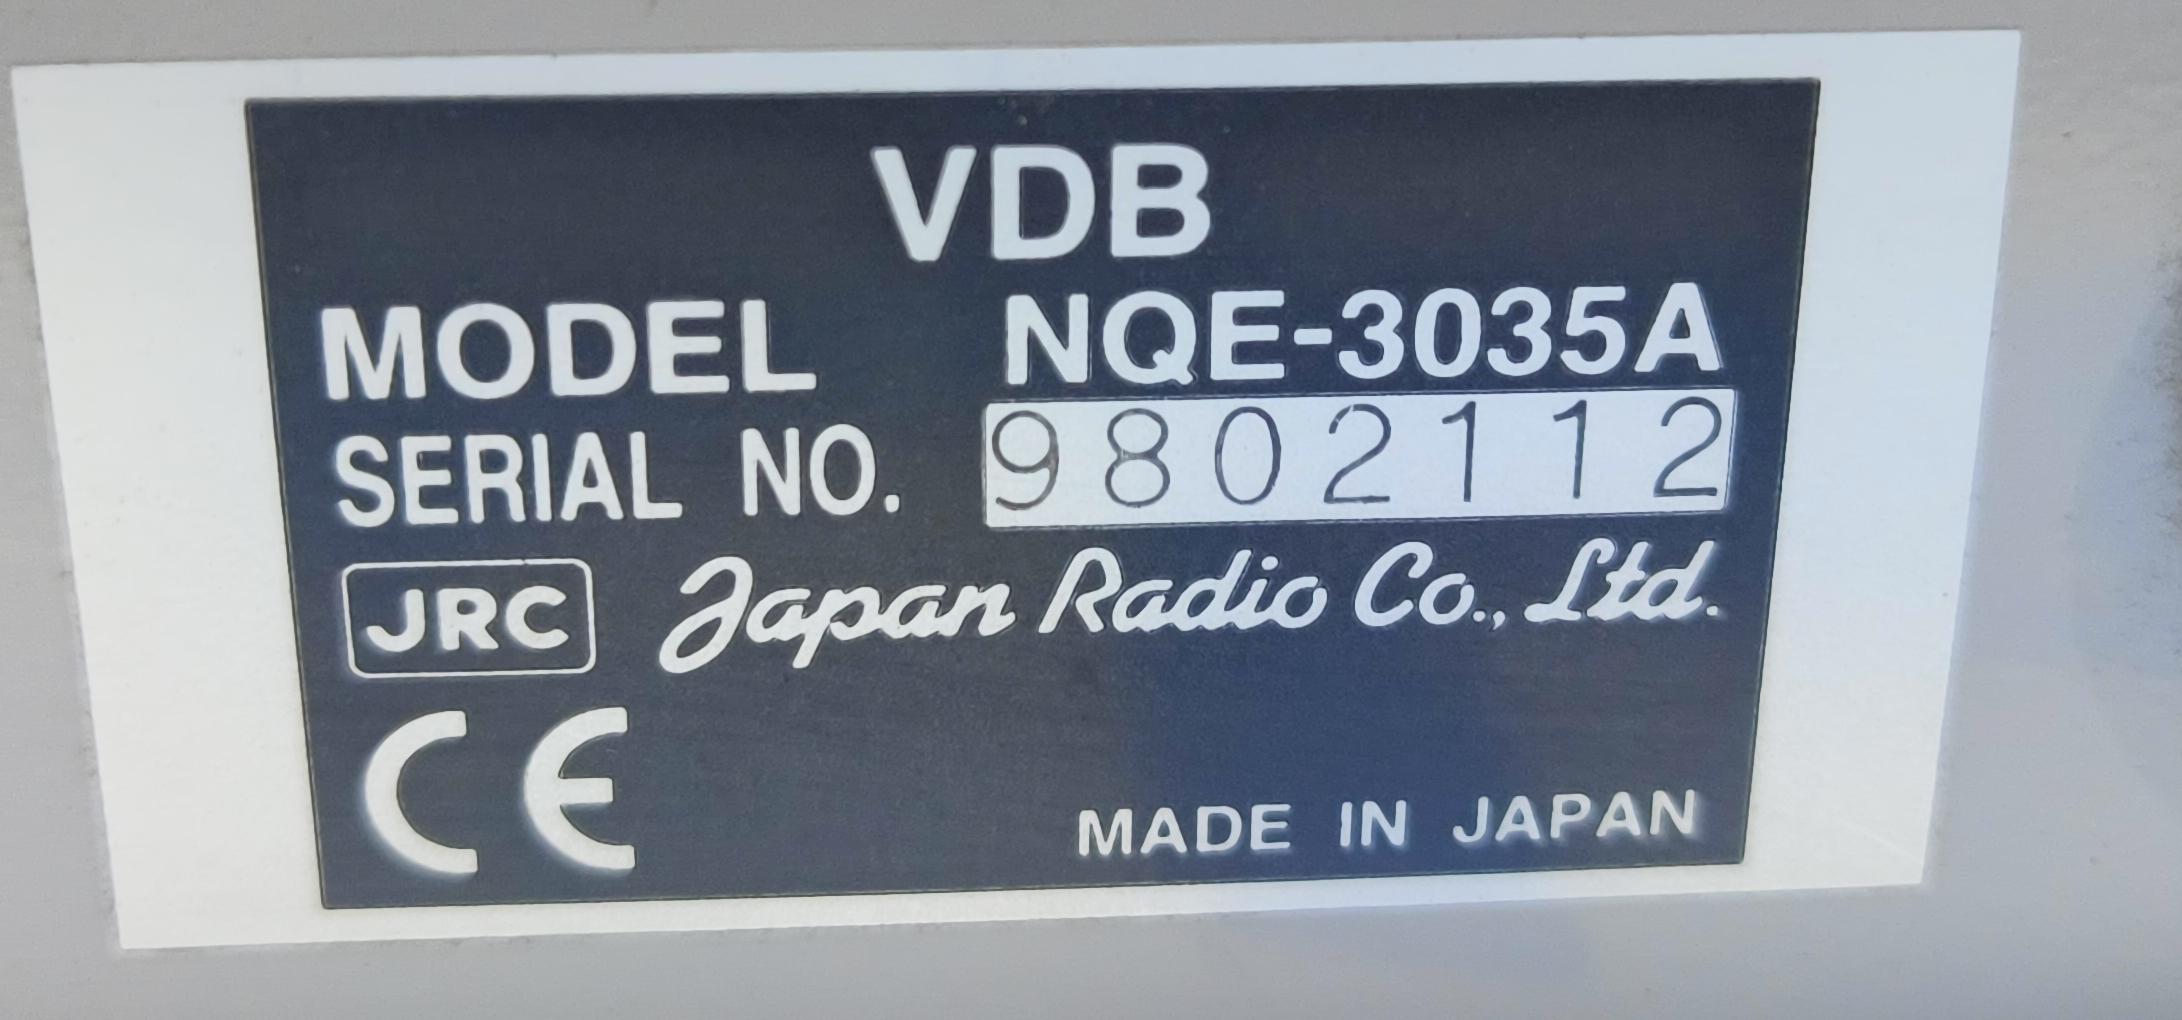 VDB
MODEL NQE-3035A
SERIAL NO. 9802112
JRC Japan Radio Co., Ltd.
CE
MADE IN JAPAN